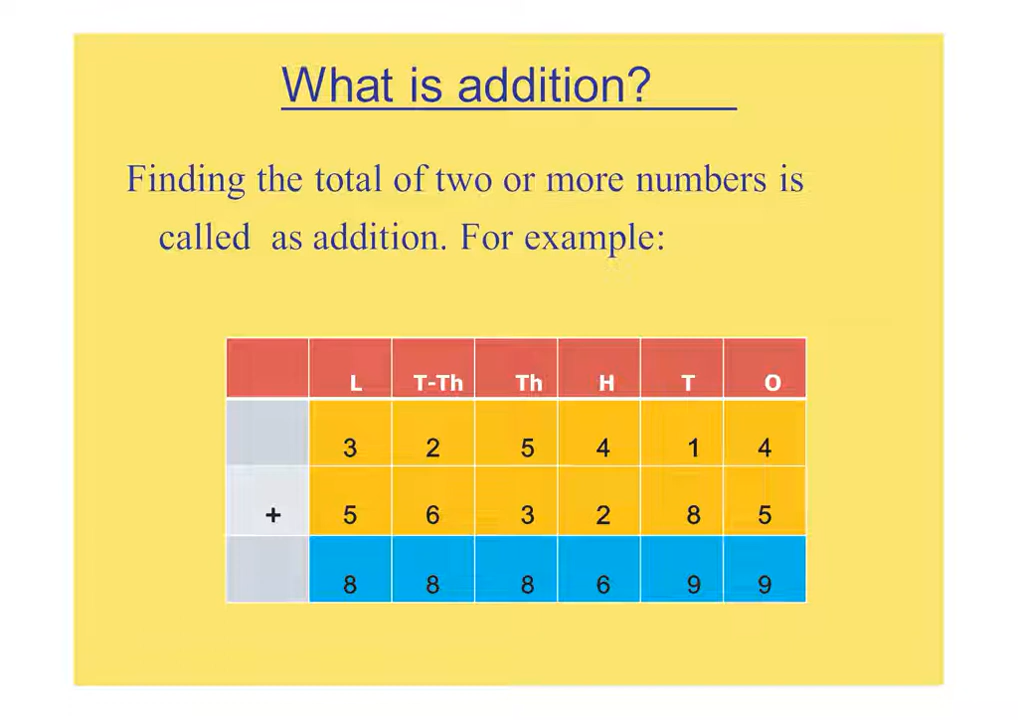 What is addition?
Finding the total of two or more numbers is
called as addition. For example:
L T-Th Th H T O
3 2 5 4 1 4
+ 5 6 3 2 8 5
8 8 8 6 9 9